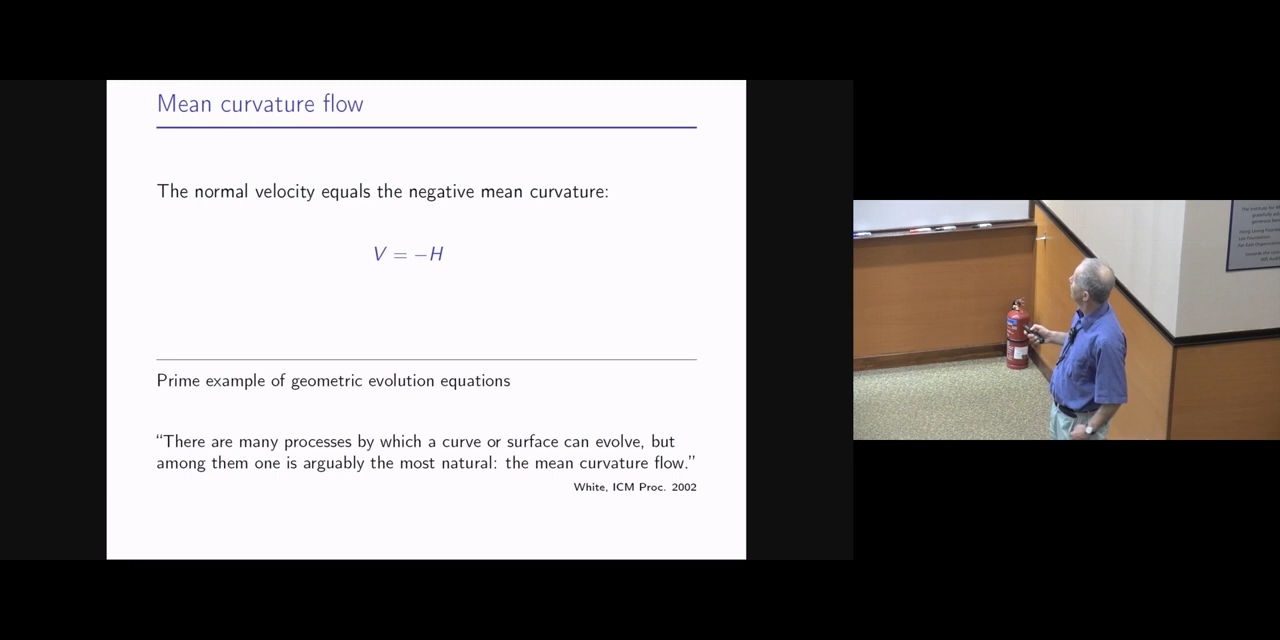 Mean curvature flow
The normal velocity equals the negative mean curvature:
V = −H
Prime example of geometric evolution equations
“There are many processes by which a curve or surface can evolve, but
among them one is arguably the most natural: the mean curvature flow.”
White, ICM Proc. 2002